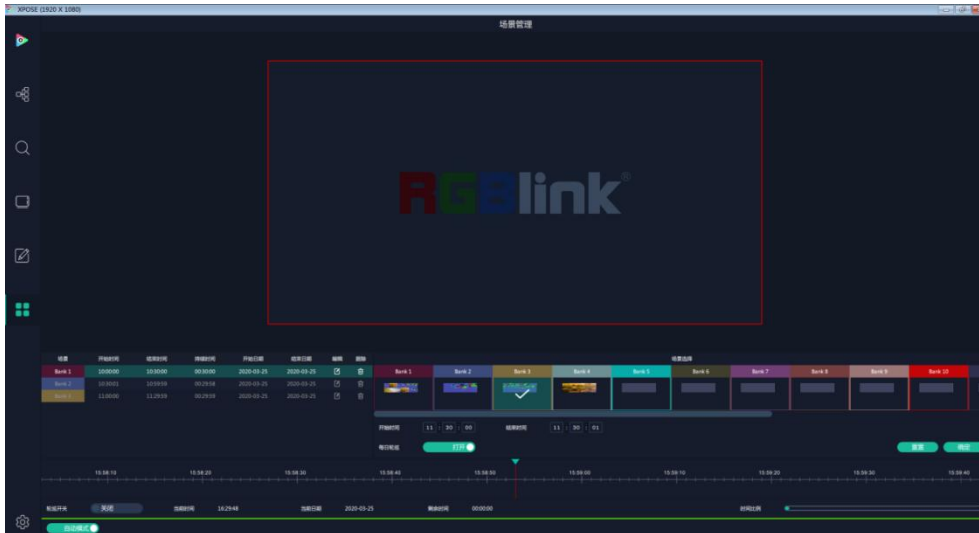 XPOSE (1920 X 1080)
场景管理
RGBlink®
场景 开始时间 结束时间 持续时间 开始日期 结束日期 编辑 删除
Bank 1 10:00:00 10:30:00 00:30:00 2020-03-25 2020-03-25
Bank 2 10:30:01 10:59:59 00:29:58 2020-03-25 2020-03-25
Bank 3 11:00:00 11:29:59 00:29:59 2020-03-25 2020-03-25
场景选择
Bank 1 Bank 2 Bank 3 Bank 4 Bank 5 Bank 6 Bank 7 Bank 8 Bank 9 Bank 10
开始时间 11 : 30 : 00 结束时间 11 : 30 : 01
每日轮巡 打开 重置 确定
15:58:10 15:58:20 15:58:30 15:58:40 15:58:50 15:59:00 15:59:10 15:59:20 15:59:30 15:59:40
轮巡开关 关闭 当前时间 16:29:48 当前日期 2020-03-25 剩余时间 00:00:00 时间比例
自动模式